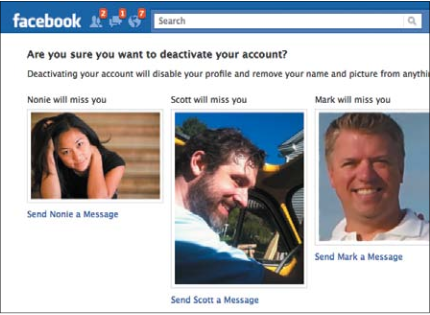 facebook 2 1 7 Search
Are you sure you want to deactivate your account?
Deactivating your account will disable your profile and remove your name and picture from anythi
Nonie will miss you Scott will miss you Mark will miss you
Send Nonie a Message
Send Mark a Message
Send Scott a Message